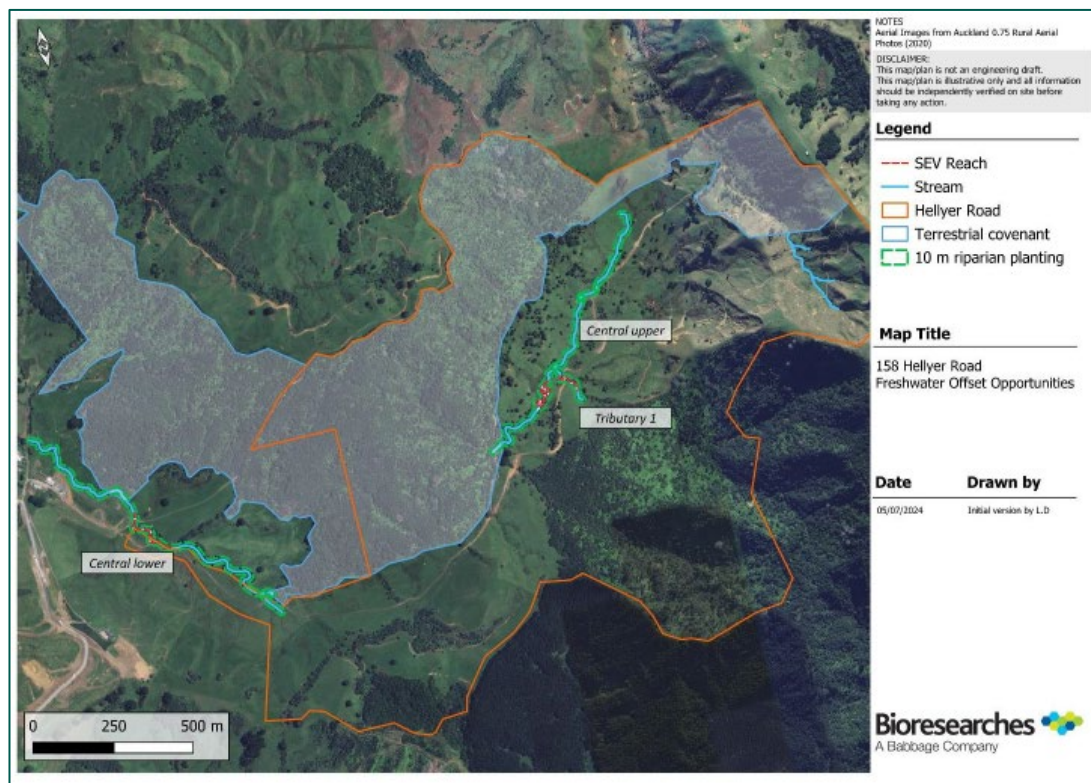 NOTES
Aerial Images from Auckland 0.75 Rural Aerial
Photos (2020)
DISCLAIMER:
This map/plan is not an engineering draft.
This map/plan is illustrative only and all information
should be independently verified on site before
taking any action.
Legend
SEV Reach
Stream
Hellyer Road
Terrestrial covenant
10 m riparian planting
Map Title
158 Hellyer Road
Freshwater Offset Opportunities
Date Drawn by
05/07/2024 Initial version by L.D
Central upper
Tributary 1
Central lower
0 250 500 m
Bioresearches
A Babbage Company